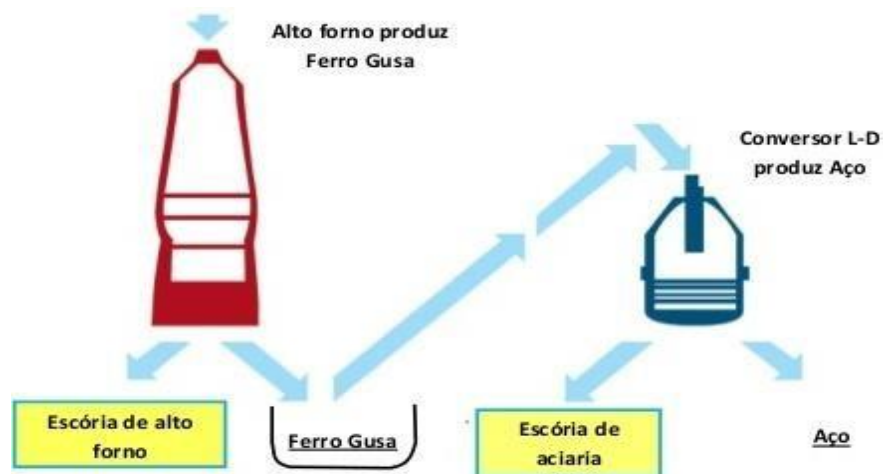 Alto forno produz
Ferro Gusa
Conversor L-D
produz Aço
Escória de alto
forno
Ferro Gusa
Escória de
aciaria
Aço